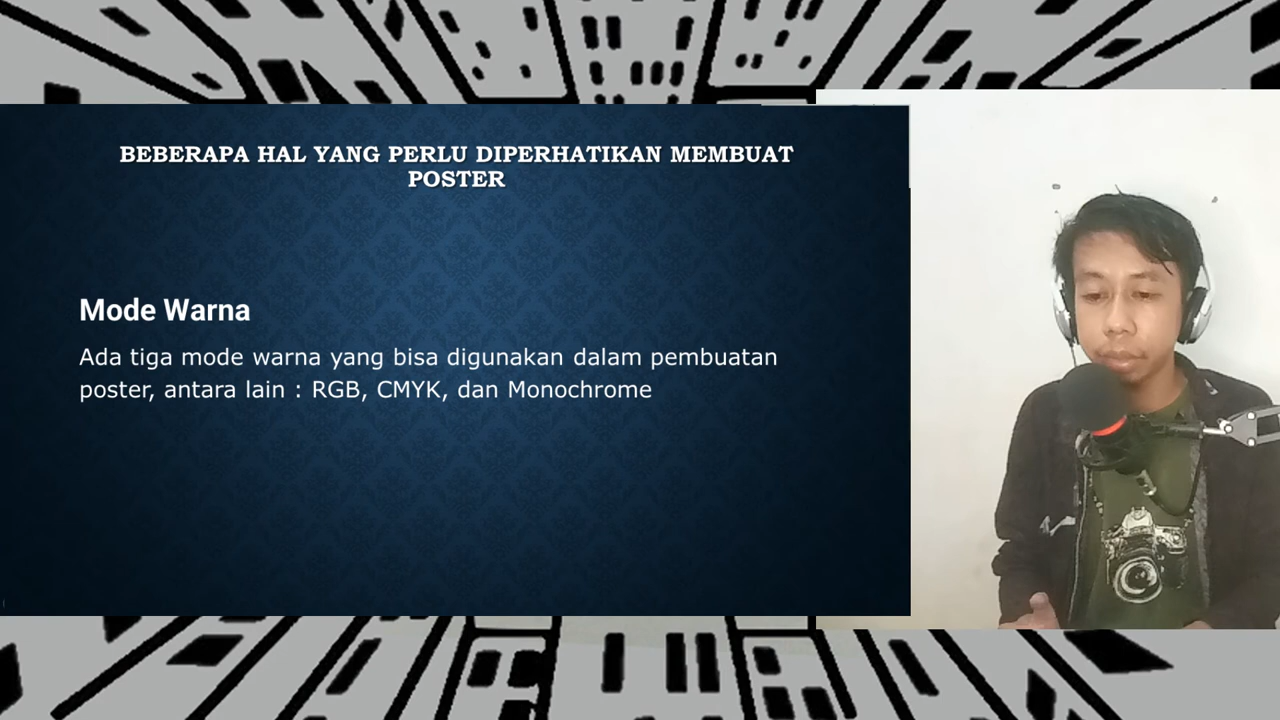 BEBERAPA HAL YANG PERLU DIPERHATIKAN MEMBUAT
POSTER
Mode Warna
Ada tiga mode warna yang bisa digunakan dalam pembuatan
poster, antara lain : RGB, CMYK, dan Monochrome